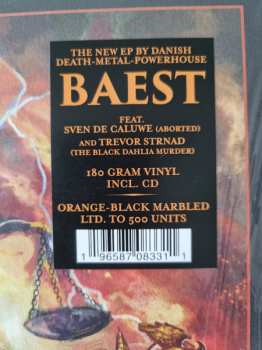 THE NEW EP BY DANISH
DEATH-METAL-POWERHOUSE
BAEST
FEAT.
SVEN DE CALUWE (ABORTED)
AND TREVOR STRNAD
(THE BLACK DAHLIA MURDER)
180 GRAM VINYL
INCL. CD
ORANGE-BLACK MARBLED
LTD. TO 500 UNITS
1 96587 08331 1